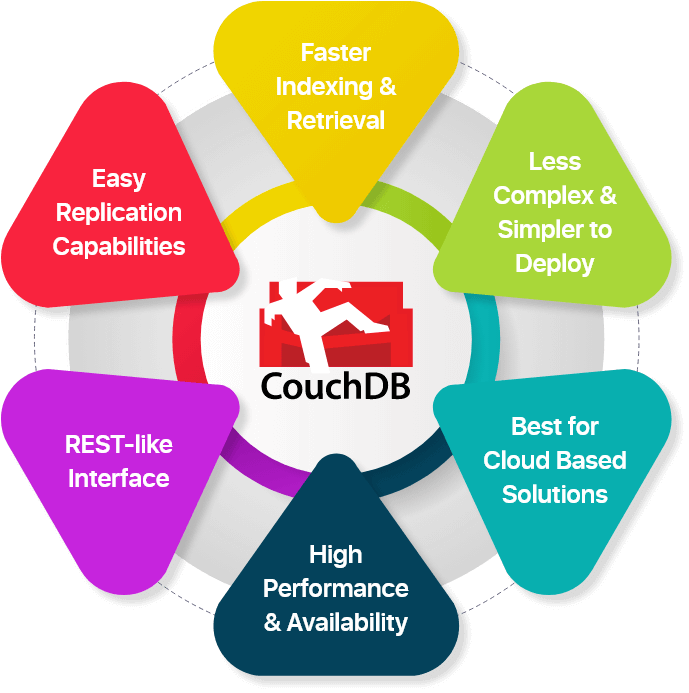 Faster
Indexing &
Retrieval
Less
Complex &
Simpler to
Deploy
Best for
Cloud Based
Solutions
High
Performance
& Availability
REST-like
Interface
Easy
Replication
Capabilities
CouchDB